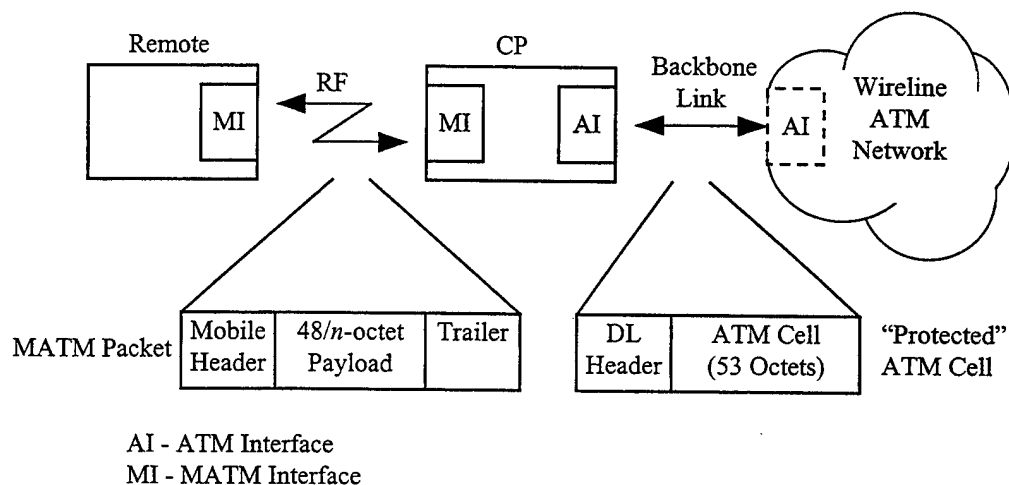 Remote
CP
RF
Backbone
Link
Wireline
ATM
Network
MI
MI
AI
AI
MATM Packet
Mobile
Header
48/n-octet
Payload
Trailer
DL
Header
ATM Cell
(53 Octets)
“Protected”
ATM Cell
AI - ATM Interface
MI - MATM Interface